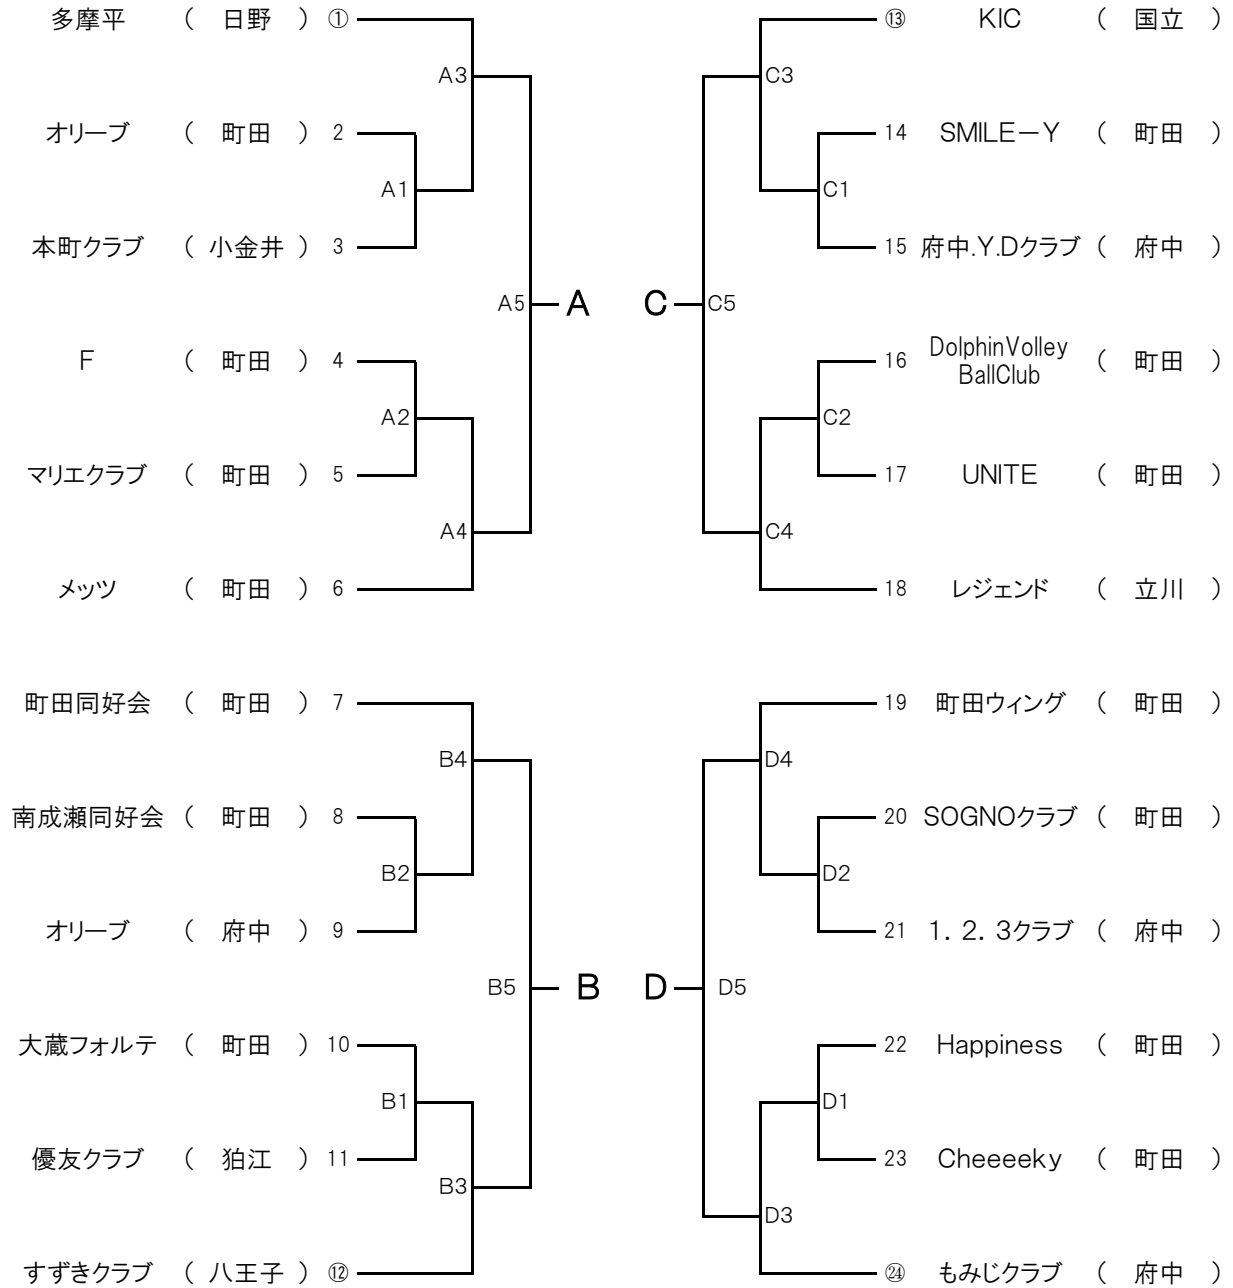 多摩平 （ 日野 ） ①
A3
オリーブ （ 町田 ） 2
A1
本町クラブ （ 小金井 ） 3
A5 A
F （ 町田 ） 4
A2
マリエクラブ （ 町田 ） 5
A4
メッツ （ 町田 ） 6
町田同好会 （ 町田 ） 7
B4
南成瀬同好会 （ 町田 ） 8
B2
オリーブ （ 府中 ） 9
B5 B
大蔵フォルテ （ 町田 ） 10
B1
優友クラブ （ 狛江 ） 11
B3
すずきクラブ （ 八王子 ） ⑫
⑬ KIC （ 国立 ）
C3
14 SMILE－Y （ 町田 ）
C1
15 府中.Y.Dクラブ （ 府中 ）
C C5
16 DolphinVolley
BallClub （ 町田 ）
C2
17 UNITE （ 町田 ）
C4
18 レジェンド （ 立川 ）
19 町田ウィング （ 町田 ）
D4
20 SOGNOクラブ （ 町田 ）
D2
21 1．2．3クラブ （ 府中 ）
D D5
22 Happiness （ 町田 ）
D1
23 Cheeeeky （ 町田 ）
D3
㉔ もみじクラブ （ 府中 ）